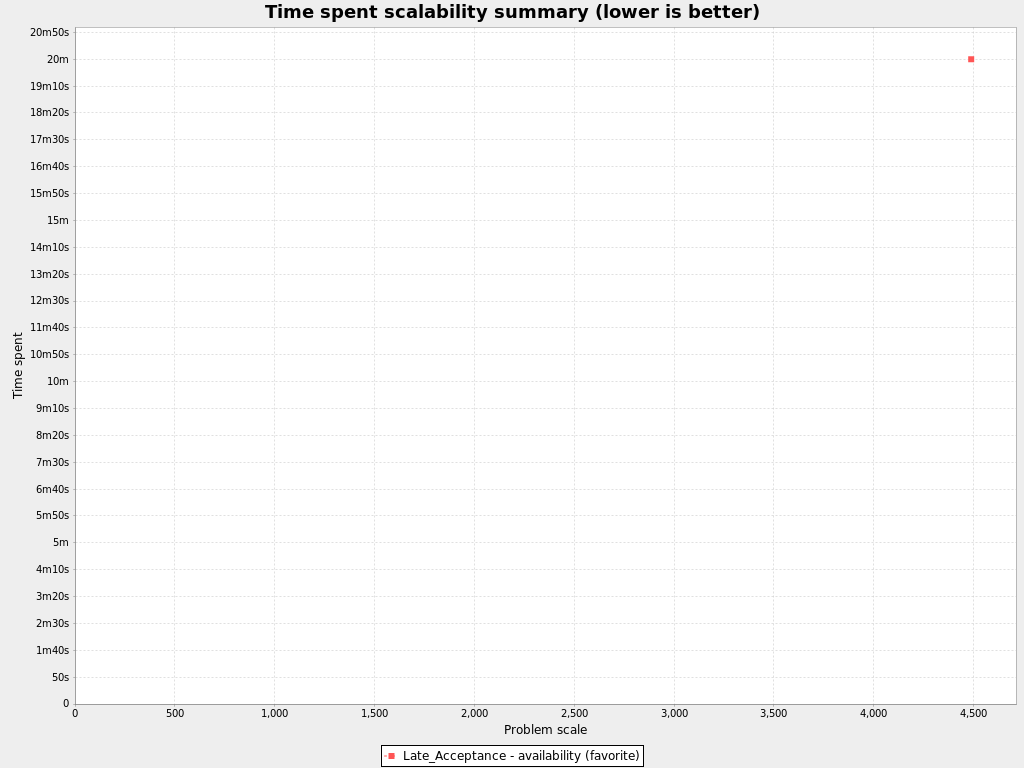 Time spent scalability summary (lower is better)
20m50s
20m
19m10s
18m20s
17m30s
16m40s
15m50s
15m
14m10s
13m20s
12m30s
11m40s
10m50s
10m
9m10s
8m20s
7m30s
6m40s
5m50s
5m
4m10s
3m20s
2m30s
1m40s
50s
0
Time spent
0 500 1,000 1,500 2,000 2,500 3,000 3,500 4,000 4,500
Problem scale
Late_Acceptance - availability (favorite)